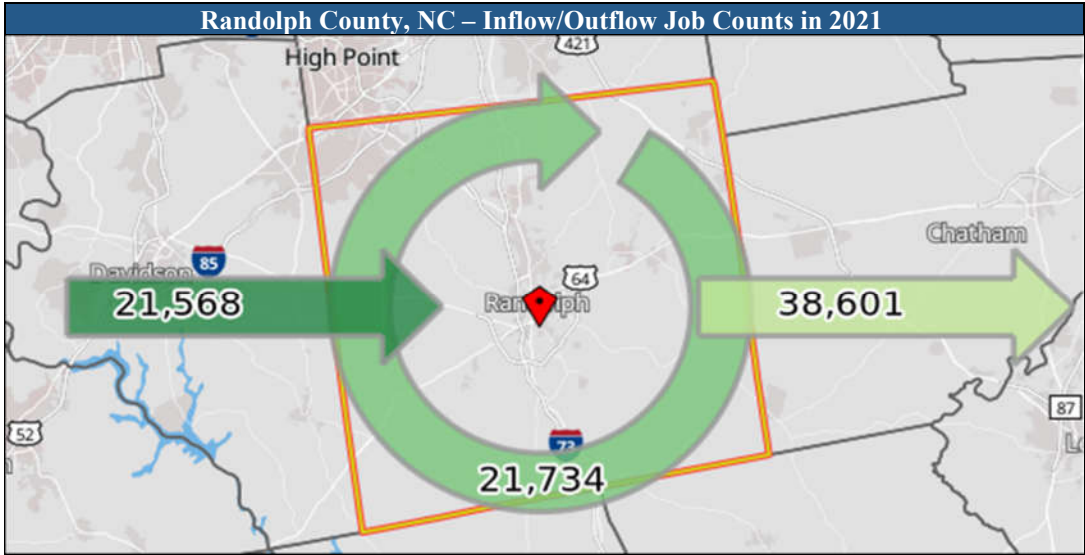 Randolph County, NC – Inflow/Outflow Job Counts in 2021
421
High Point
Chatham
85
Davidson
64
21,568
Randolph
38,601
87
52
73
21,734